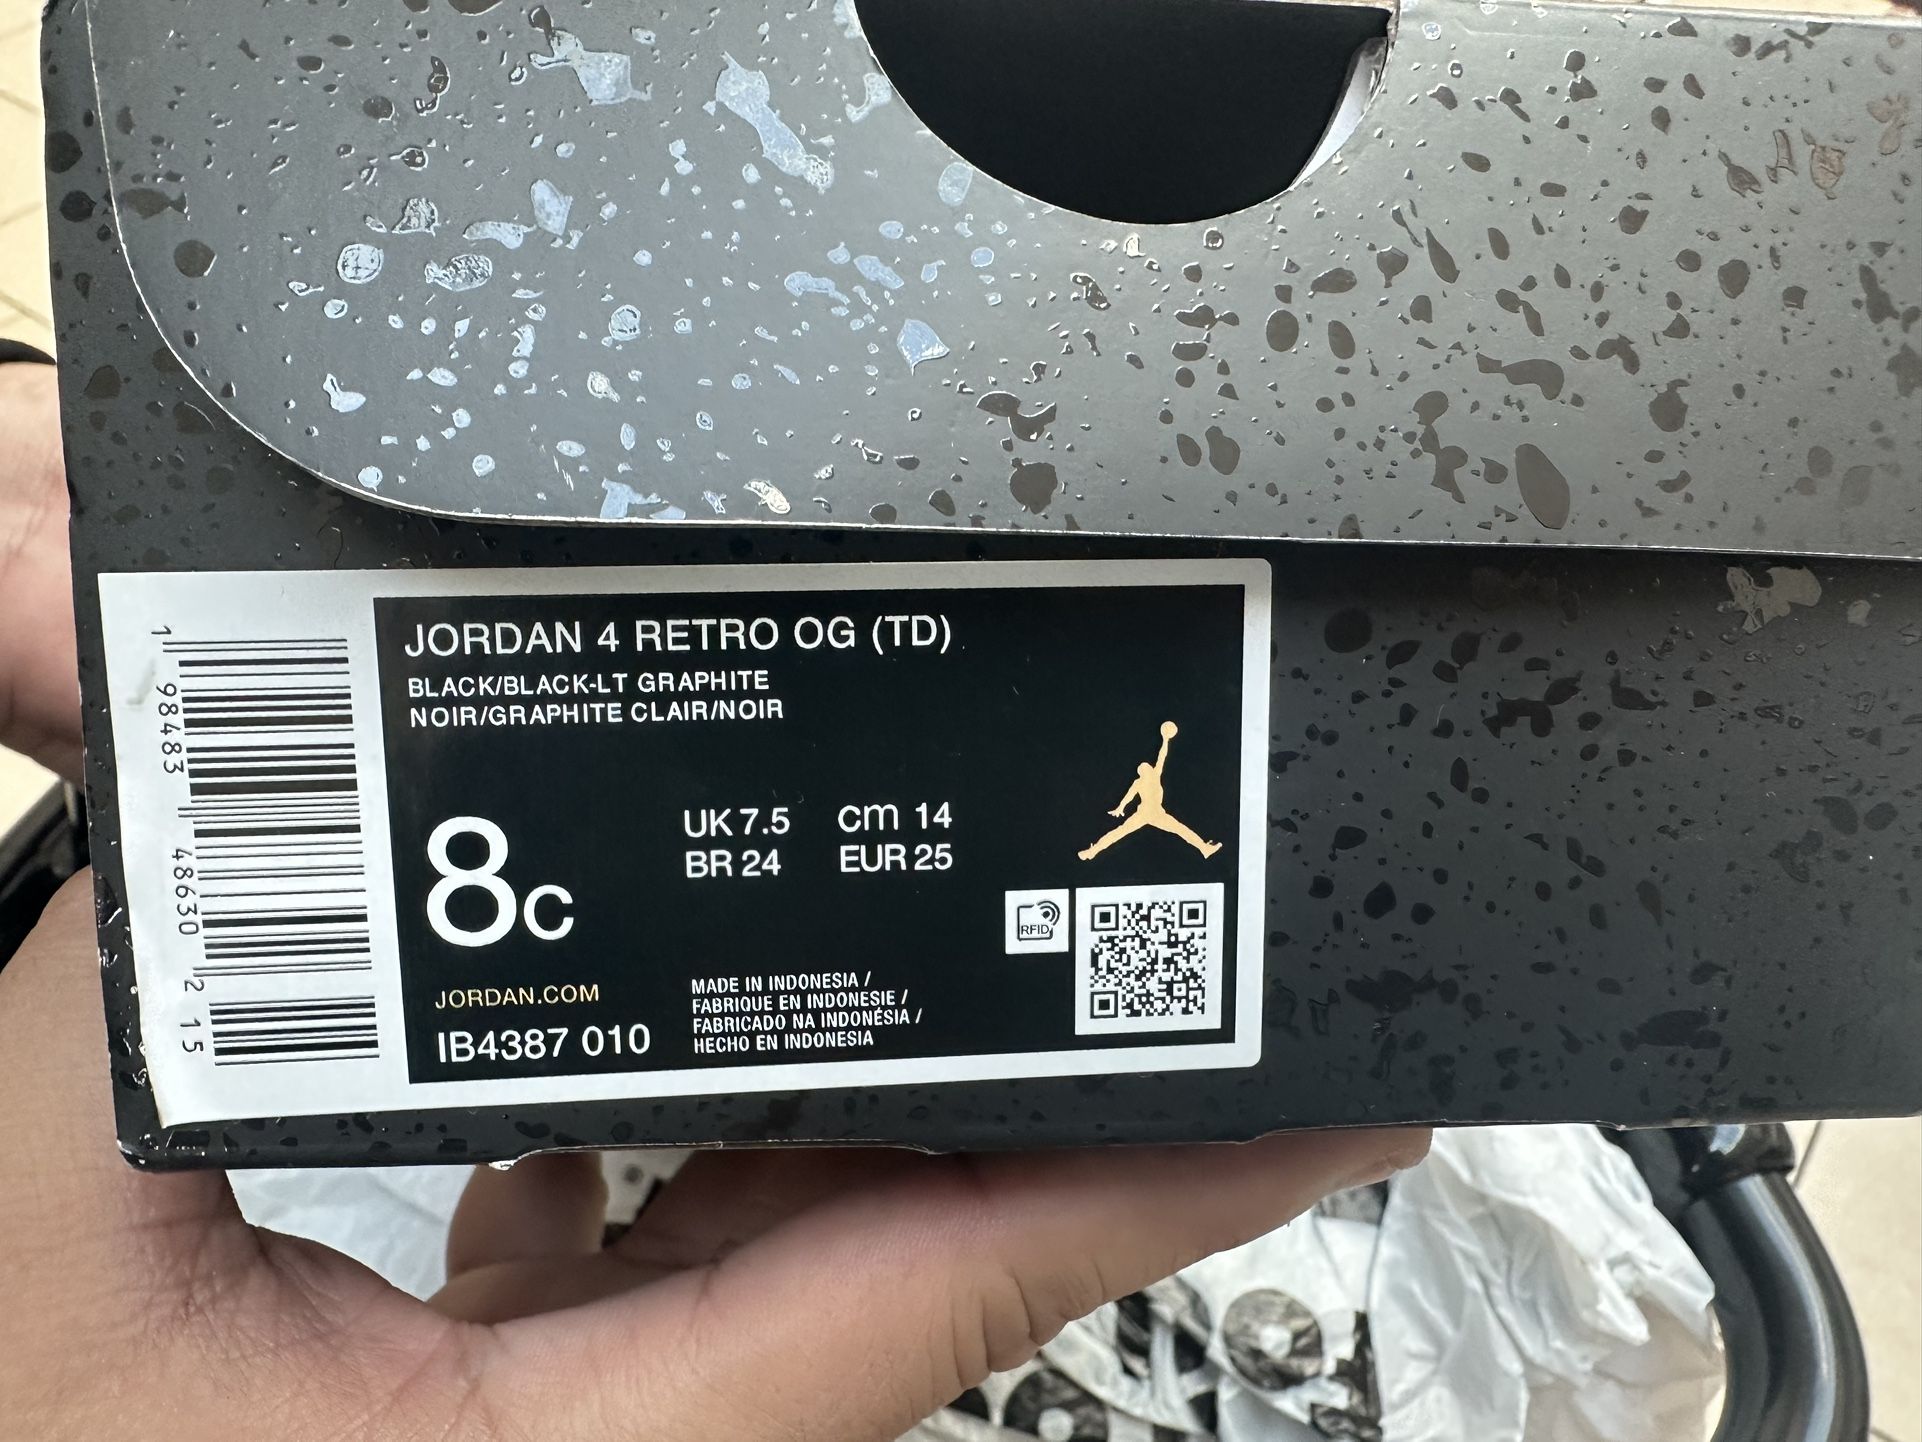 JORDAN 4 RETRO OG (TD)
BLACK/BLACK-LT GRAPHITE
NOIR/GRAPHITE CLAIR/NOIR
8C
UK 7.5 cm 14
BR 24 EUR 25
RFID
JORDAN.COM
IB4387 010
MADE IN INDONESIA /
FABRIQUE EN INDONESIE /
FABRICADO NA INDONÉSIA /
HECHO EN INDONESIA
1 98483 48630 2 15